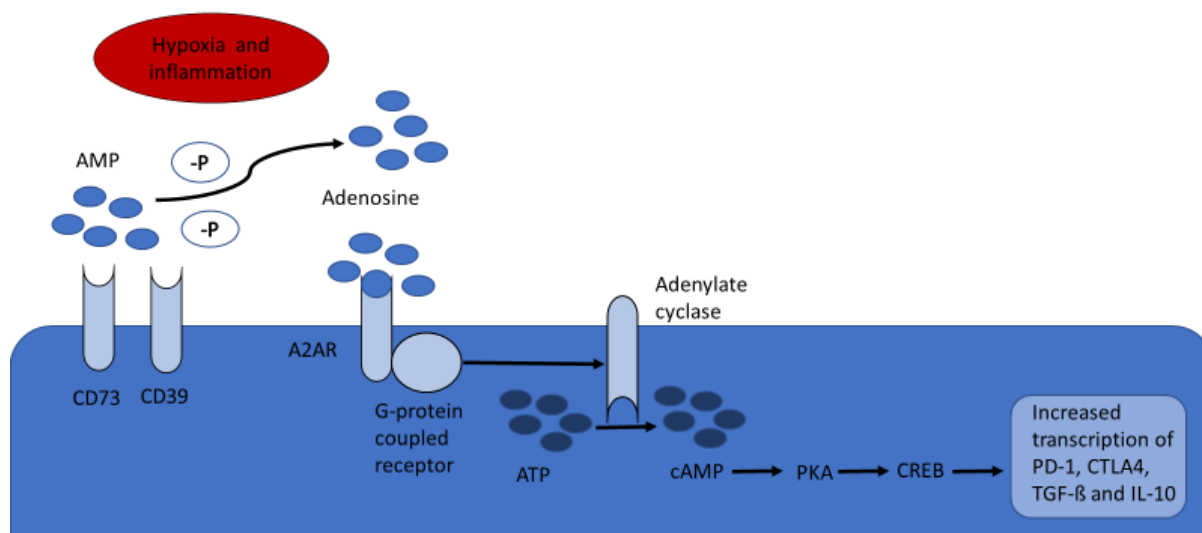 Hypoxia and
inflammation
AMP
-P
-P
Adenosine
Adenylate
cyclase
A2AR
CD73
CD39
G-protein
coupled
receptor
ATP
cAMP
PKA
CREB
Increased
transcription of
PD-1, CTLA4,
TGF-ß and IL-10